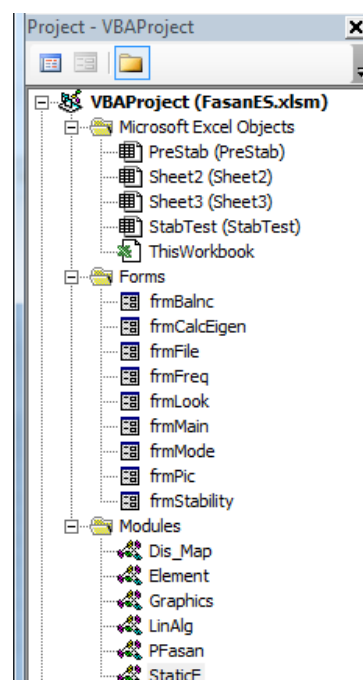 Project - VBAProject
VBAProject (FasanES.xlsm)
Microsoft Excel Objects
PreStab (PreStab)
Sheet2 (Sheet2)
Sheet3 (Sheet3)
StabTest (StabTest)
ThisWorkbook
Forms
frmBalnc
frmCalcEigen
frmFile
frmFreq
frmLook
frmMain
frmMode
frmPic
frmStability
Modules
Dis_Map
Element
Graphics
LinAlg
PFasan
StaticE